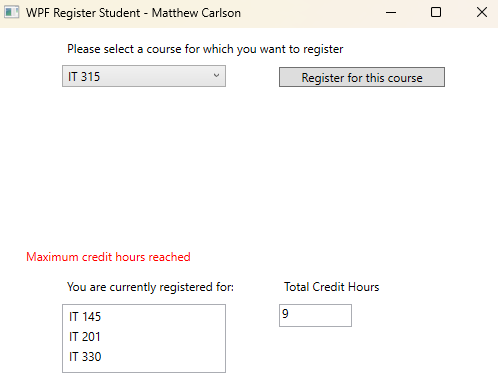 WPF Register Student - Matthew Carlson
Please select a course for which you want to register
IT 315
Register for this course
Maximum credit hours reached
You are currently registered for:
Total Credit Hours
IT 145
9
IT 201
IT 330